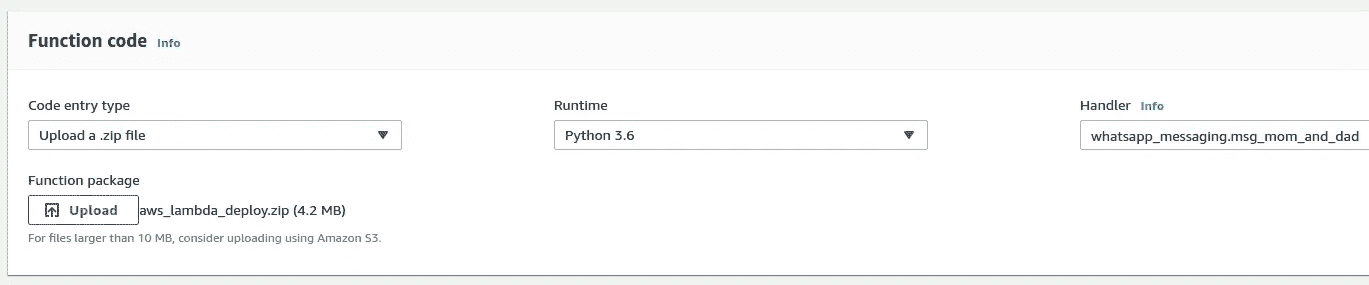 Function code Info
Code entry type Runtime Handler Info
Upload a .zip file Python 3.6 whatsapp_messaging.msg_mom_and_dad
Function package
Upload aws_lambda_deploy.zip (4.2 MB)
For files larger than 10 MB, consider uploading using Amazon S3.